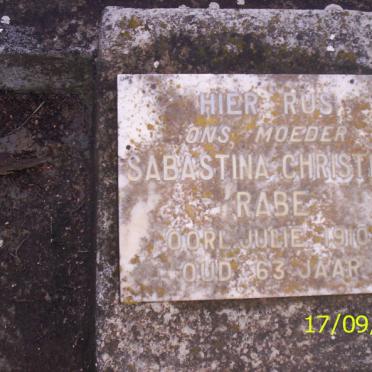 HIER RUS
ONS MOEDER
SABASTINA CHRISTI
RABE
OORL. JULIE 1910
OUD 63 JAAR
17/09/